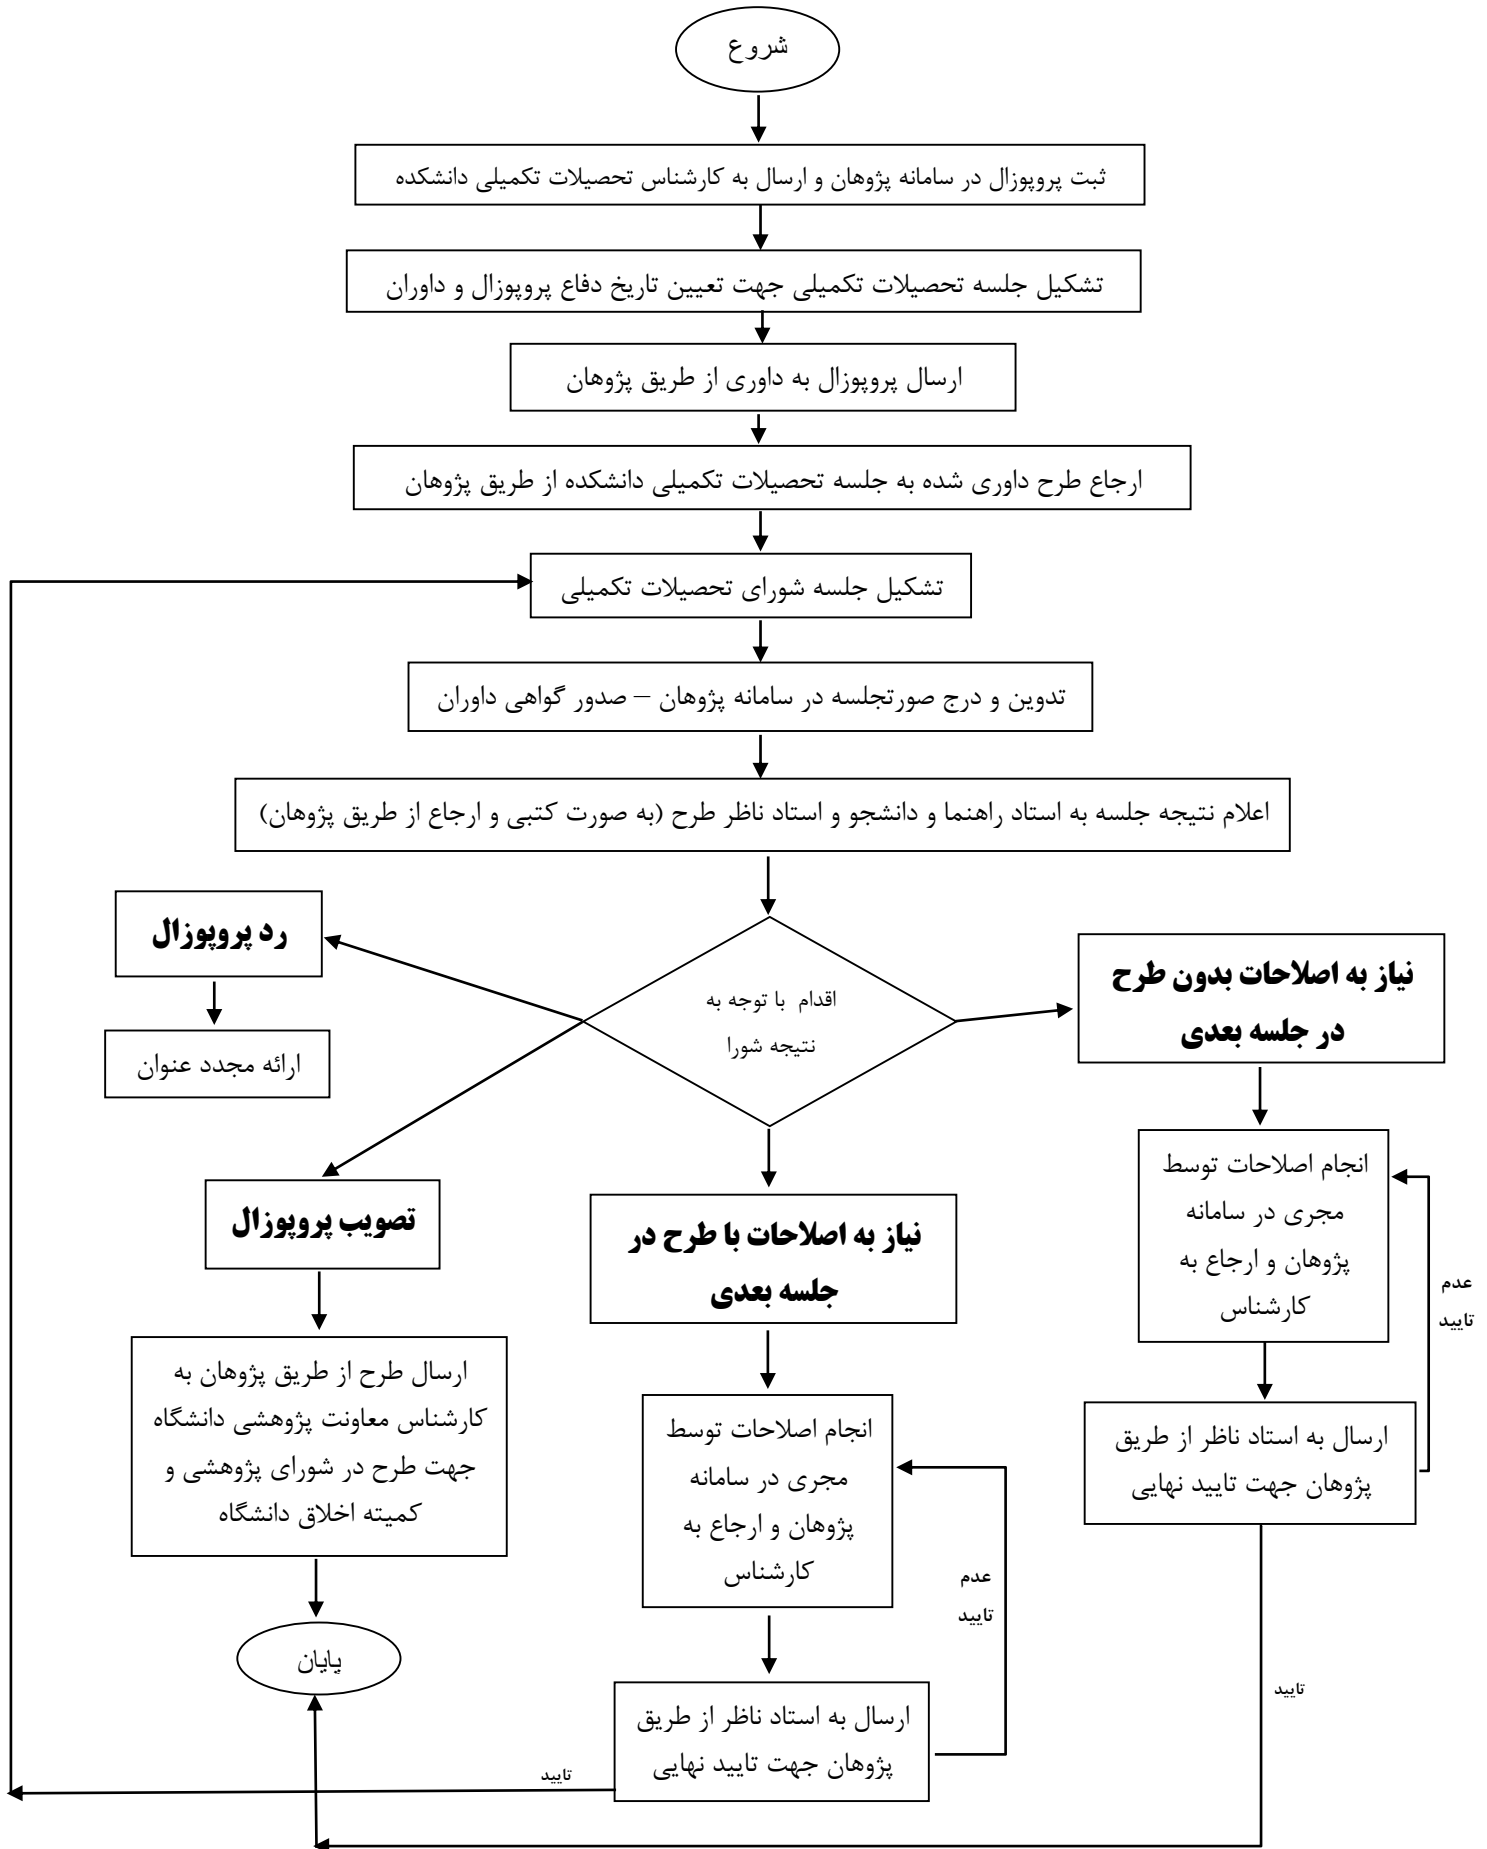 شروع
ثبت پروپوزال در سامانه پژوهان و ارسال به کارشناس تحصیلات تکمیلی دانشکده
تشکیل جلسه تحصیلات تکمیلی جهت تعیین تاریخ دفاع پروپوزال و داوران
ارسال پروپوزال به داوری از طریق پژوهان
ارجاع طرح داوری شده به جلسه تحصیلات تکمیلی دانشکده از طریق پژوهان
تشکیل جلسه شورای تحصیلات تکمیلی
تدوین و درج صورتجلسه در سامانه پژوهان – صدور گواهی داوران
اعلام نتیجه جلسه به استاد راهنما و دانشجو و استاد ناظر طرح (به صورت کتبی و ارجاع از طریق پژوهان)
اقدام با توجه به
نتیجه شورا
نیاز به اصلاحات بدون طرح
در جلسه بعدی
انجام اصلاحات توسط
مجری در سامانه
پژوهان و ارجاع به
کارشناس
عدم
تایید
ارسال به استاد ناظر از طریق
پژوهان جهت تایید نهایی
تایید
نیاز به اصلاحات با طرح در
جلسه بعدی
انجام اصلاحات توسط
مجری در سامانه
پژوهان و ارجاع به
کارشناس
عدم
تایید
ارسال به استاد ناظر از طریق
پژوهان جهت تایید نهایی
تایید
رد پروپوزال
ارائه مجدد عنوان
تصویب پروپوزال
ارسال طرح از طریق پژوهان به
کارشناس معاونت پژوهشی دانشگاه
جهت طرح در شورای پژوهشی و
کمیته اخلاق دانشگاه
پایان